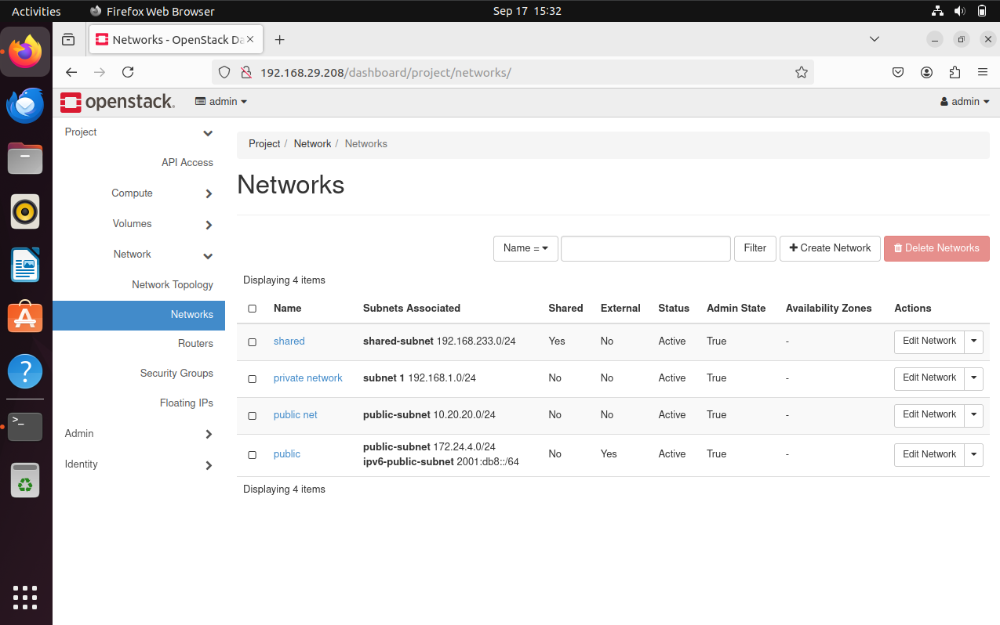 Activities Firefox Web Browser Sep 17 15:32
Networks - OpenStack Da
192.168.29.208/dashboard/project/networks/
openstack. admin admin
Project
API Access
Compute
Volumes
Network
Network Topology
Networks
Routers
Security Groups
Floating IPs
Admin
Identity
Project / Network / Networks
Networks
Name = Filter Create Network Delete Networks
Displaying 4 items
Name Subnets Associated Shared External Status Admin State Availability Zones Actions
shared shared-subnet 192.168.233.0/24 Yes No Active True - Edit Network
private network subnet 1 192.168.1.0/24 No No Active True - Edit Network
public net public-subnet 10.20.20.0/24 No No Active True - Edit Network
public public-subnet 172.24.4.0/24 No Yes Active True - Edit Network
ipv6-public-subnet 2001:db8::/64
Displaying 4 items